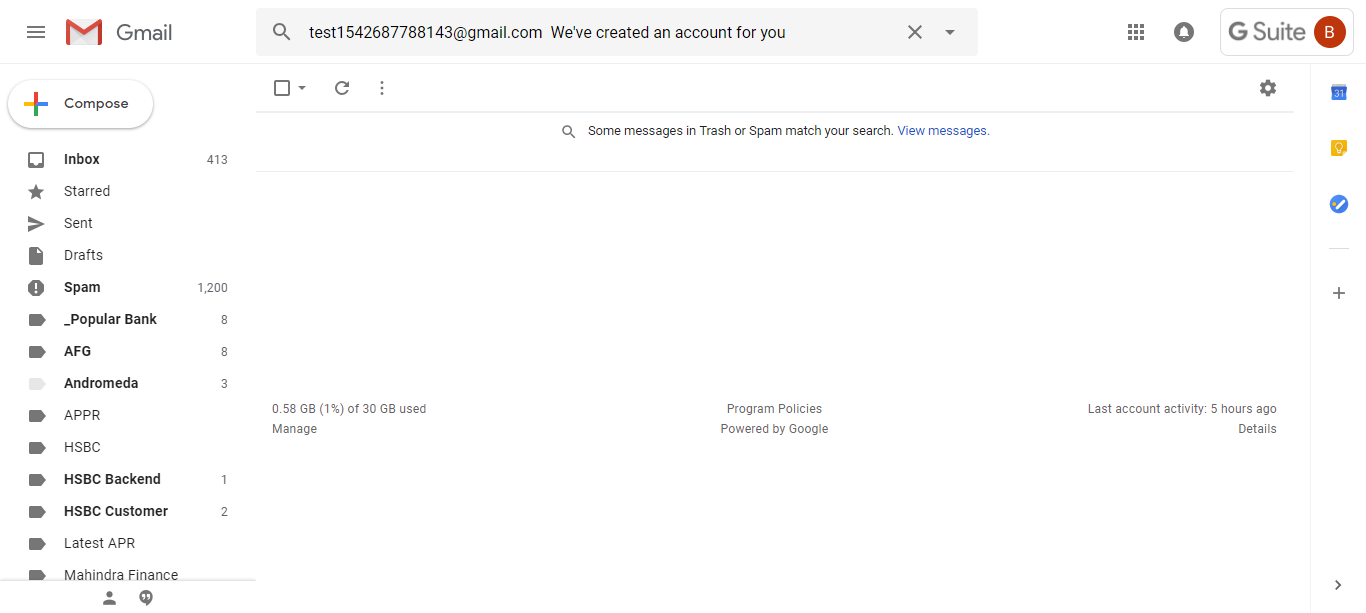 Gmail
test1542687788143@gmail.com  We've created an account for you
G Suite
B
Compose
Some messages in Trash or Spam match your search. View messages.
Inbox 413
Starred
Sent
Drafts
Spam 1,200
_Popular Bank 8
AFG 8
Andromeda 3
APPR
HSBC
HSBC Backend 1
HSBC Customer 2
Latest APR
Mahindra Finance
0.58 GB (1%) of 30 GB used
Manage
Program Policies
Powered by Google
Last account activity: 5 hours ago
Details
31